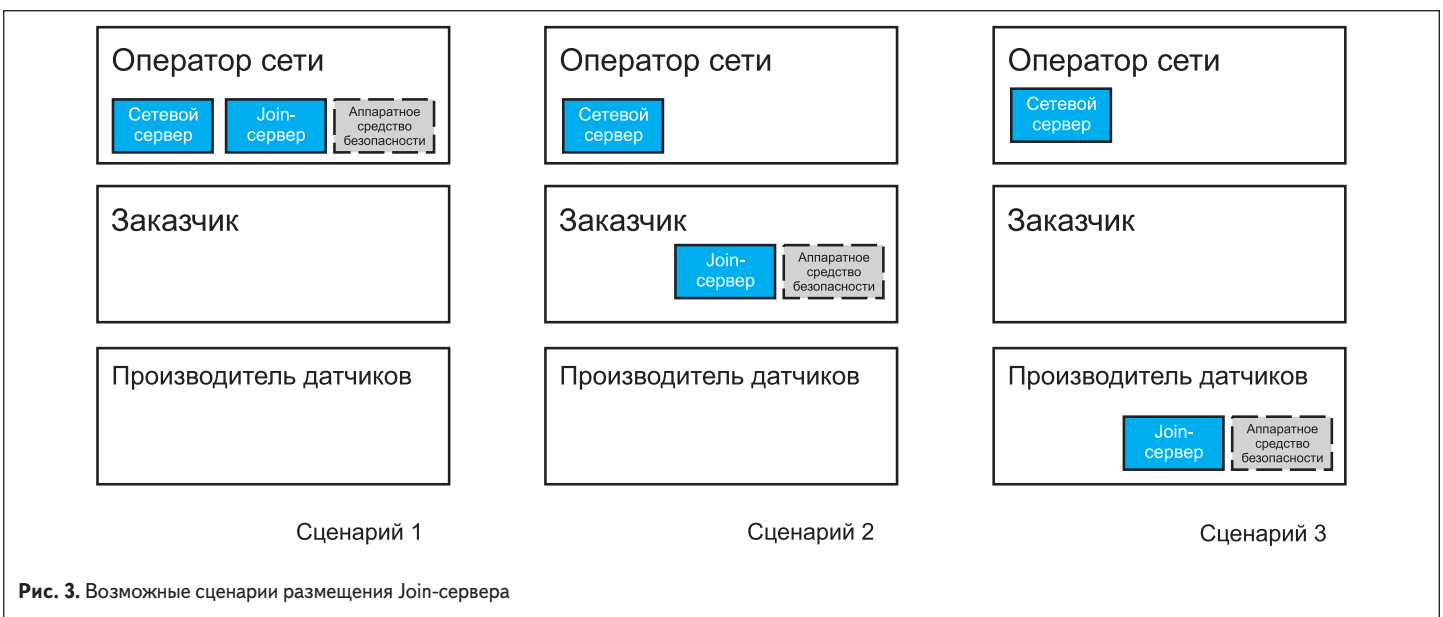 Оператор сети
Сетевой
сервер
Join-
сервер
Аппаратное
средство
безопасности
Заказчик
Производитель датчиков
Сценарий 1
Оператор сети
Сетевой
сервер
Заказчик
Join-
сервер
Аппаратное
средство
безопасности
Производитель датчиков
Сценарий 2
Оператор сети
Сетевой
сервер
Заказчик
Производитель датчиков
Join-
сервер
Аппаратное
средство
безопасности
Сценарий 3
Рис. 3. Возможные сценарии размещения Join-сервера